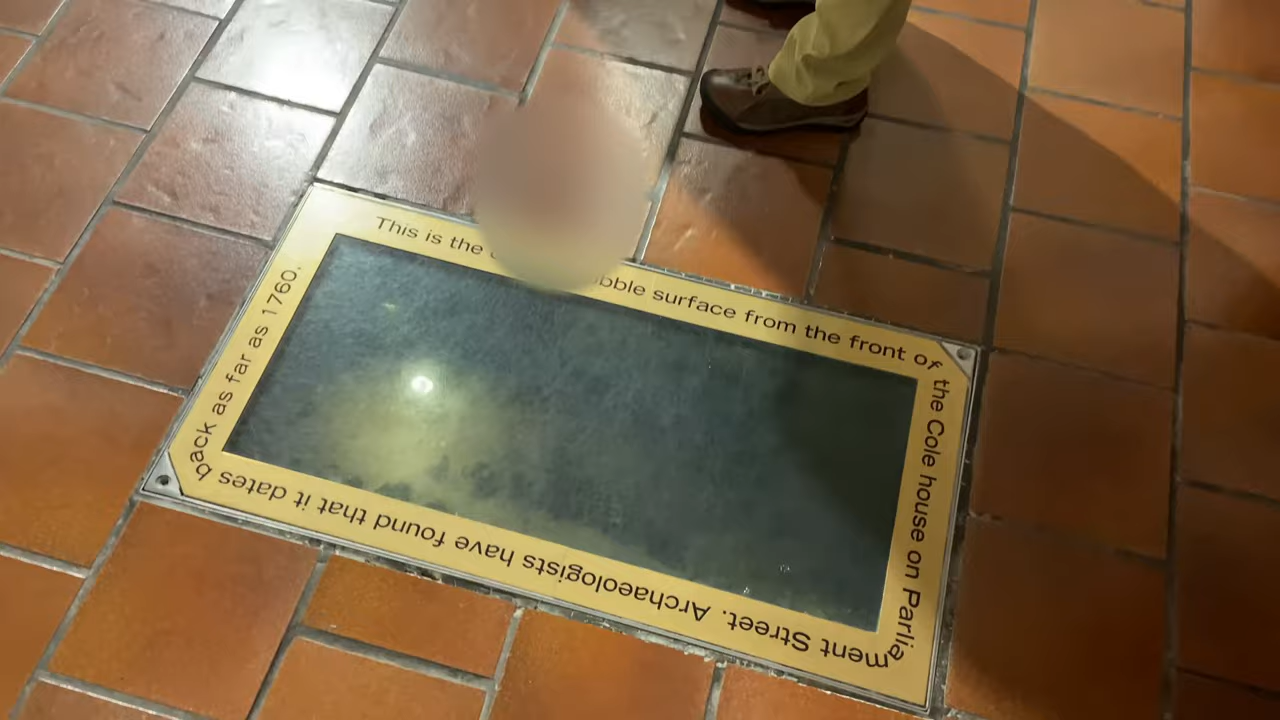 This is the
surface from the front of
the Cole house on Parlia
ment Street. Archaeologists have found that it dates
back as far as 1760.